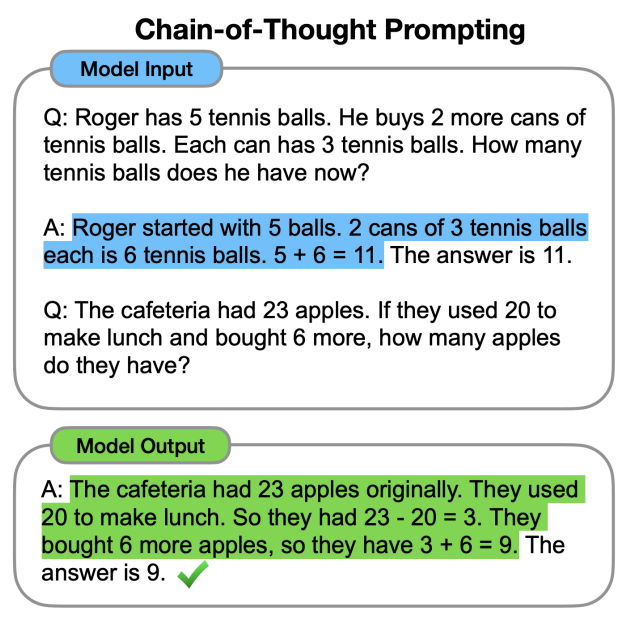 Chain-of-Thought Prompting
Model Input
Q: Roger has 5 tennis balls. He buys 2 more cans of
tennis balls. Each can has 3 tennis balls. How many
tennis balls does he have now?
A: Roger started with 5 balls. 2 cans of 3 tennis balls
each is 6 tennis balls. 5 + 6 = 11. The answer is 11.
Q: The cafeteria had 23 apples. If they used 20 to
make lunch and bought 6 more, how many apples
do they have?
Model Output
A: The cafeteria had 23 apples originally. They used
20 to make lunch. So they had 23 - 20 = 3. They
bought 6 more apples, so they have 3 + 6 = 9. The
answer is 9.